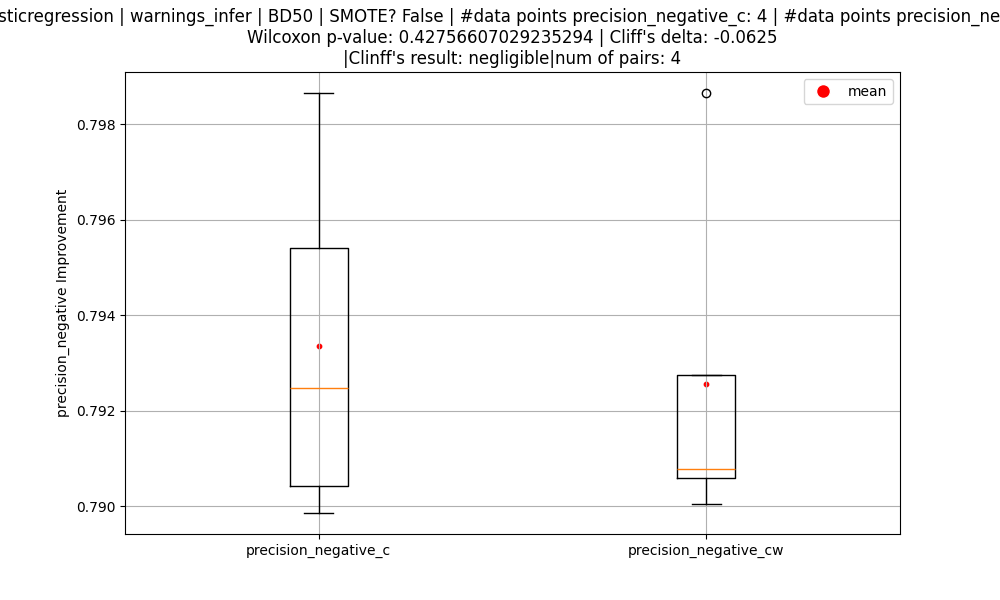 sticregression | warnings_infer | BD50 | SMOTE? False | #data points precision_negative_c: 4 | #data points precision_ne
Wilcoxon p-value: 0.42756607029235294 | Cliff's delta: -0.0625
|Clinff's result: negligible|num of pairs: 4
mean
0.798
0.796
0.794
0.792
0.790
precision_negative Improvement
precision_negative_c
precision_negative_cw